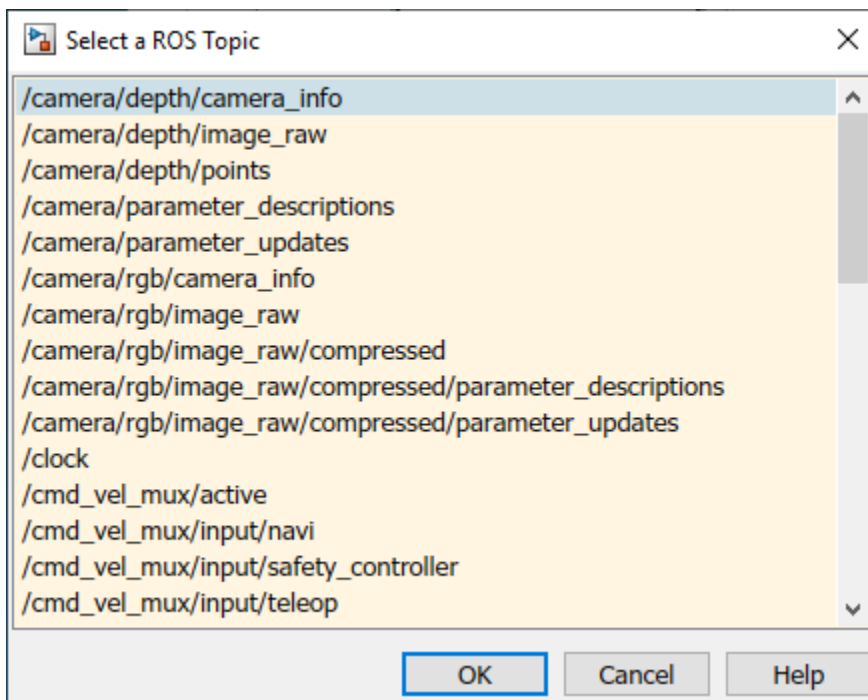 Select a ROS Topic
/camera/depth/camera_info
/camera/depth/image_raw
/camera/depth/points
/camera/parameter_descriptions
/camera/parameter_updates
/camera/rgb/camera_info
/camera/rgb/image_raw
/camera/rgb/image_raw/compressed
/camera/rgb/image_raw/compressed/parameter_descriptions
/camera/rgb/image_raw/compressed/parameter_updates
/clock
/cmd_vel_mux/active
/cmd_vel_mux/input/navi
/cmd_vel_mux/input/safety_controller
/cmd_vel_mux/input/teleop
OK Cancel Help